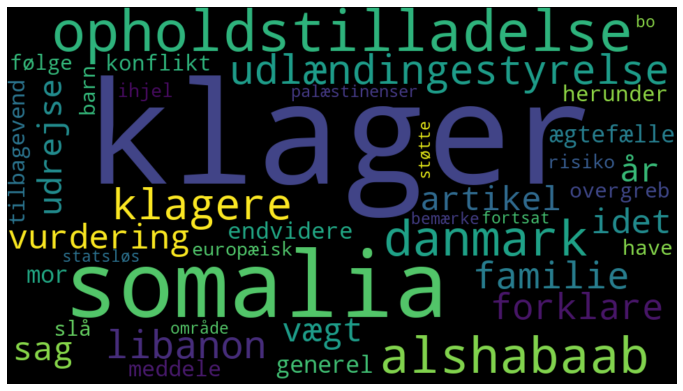 opholdstilladelse bo
følge konflikt udlændingestyrelse
barn ihjel palæstinenser herunder
klager
tilbagevend udrejse støtte ægtefælle
risiko år
klagere artikel overgreb
bemærke fortsat idet
vurdering endvidere danmark have
statsløs europæisk
mor somalia familie
forklare
slå område vægt
sag libanon alshabaab
meddele generel